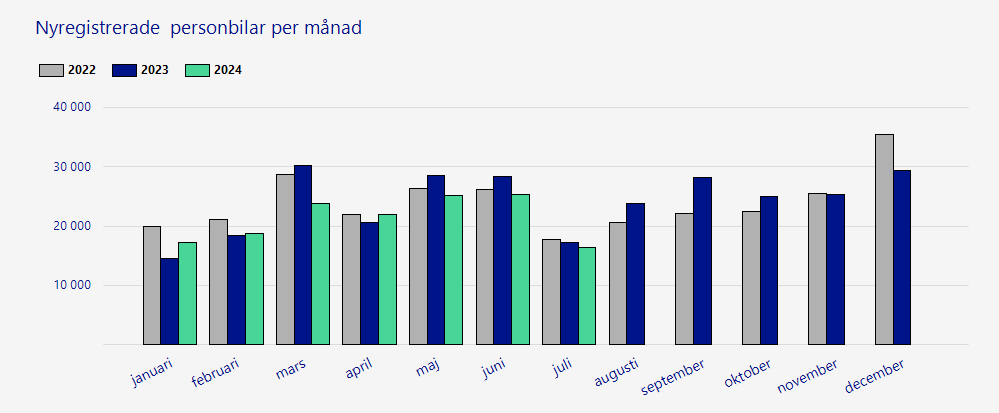 Nyregistrerade  personbilar per månad
2022 2023 2024
40 000
30 000
20 000
10 000
januari februari mars april maj juni juli augusti september oktober november december